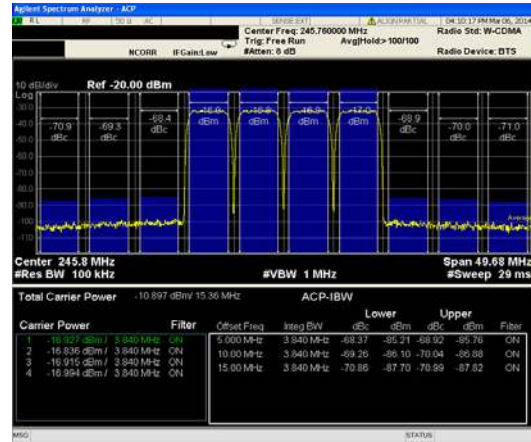 Agilent Spectrum Analyzer - ACP
RL RF 50 Ω AC SENSE:EXT ALIGN PARTIAL 04:10:17 PM Mar 06, 2014
Center Freq: 245.760000 MHz Radio Std: W-CDMA
Trig: Free Run Avg|Hold:> 100/100
NCORR IFGain:Low #Atten: 8 dB Radio Device: BTS
10 dB/div Ref -20.00 dBm
Log
-70.9 dBc -69.3 dBc -68.4 dBc dBm dBm dBm dBm -68.9 dBc -70.0 dBc -71.0 dBc
Average
Center 245.8 MHz Span 49.68 MHz
#Res BW 100 kHz #VBW 1 MHz #Sweep 29 ms
Total Carrier Power -10.897 dBm/ 15.36 MHz ACP-IBW
Lower Upper
Carrier Power Filter Offset Freq Integ BW dBc dBm dBc dBm Filter
1 -16.927 dBm / 3.840 MHz ON 5.000 MHz 3.840 MHz -68.37 -85.21 -68.92 -85.76 ON
2 -16.836 dBm / 3.840 MHz ON 10.00 MHz 3.840 MHz -69.26 -86.10 -70.04 -86.88 ON
3 -16.915 dBm / 3.840 MHz ON 15.00 MHz 3.840 MHz -70.86 -87.70 -70.99 -87.82 ON
4 -16.994 dBm / 3.840 MHz ON
MSG STATUS